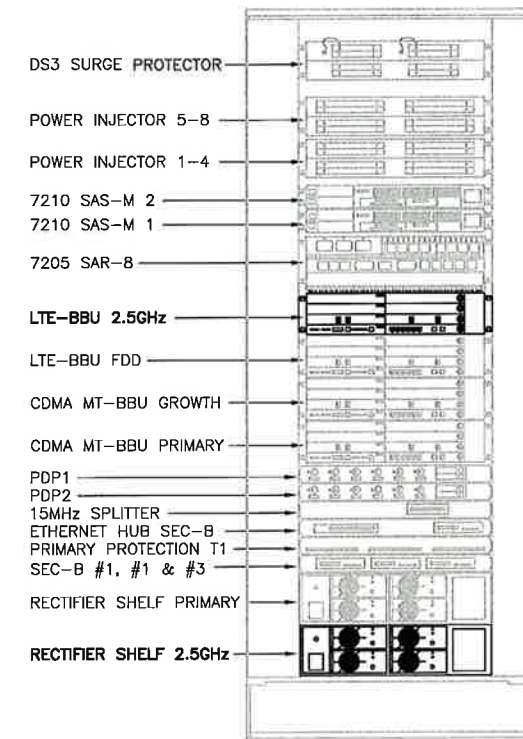 DS3 SURGE PROTECTOR
POWER INJECTOR 5-8
POWER INJECTOR 1-4
7210 SAS-M 2
7210 SAS-M 1
7205 SAR-8
LTE-BBU 2.5GHz
LTE-BBU FDD
CDMA MT-BBU GROWTH
CDMA MT-BBU PRIMARY
PDP1
PDP2
15MHz SPLITTER
ETHERNET HUB SEC-B
PRIMARY PROTECTION T1
SEC-B #1, #1 & #3
RECTIFIER SHELF PRIMARY
RECTIFIER SHELF 2.5GHz